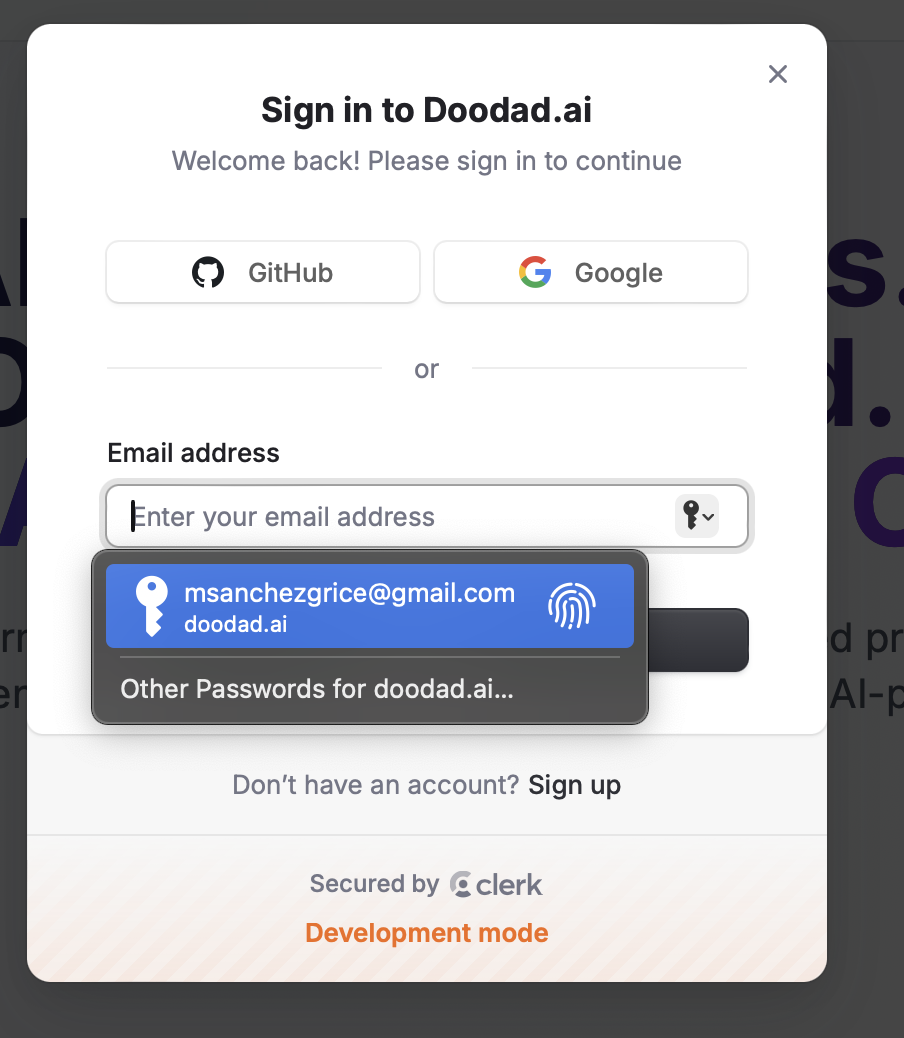 Sign in to Doodad.ai
Welcome back! Please sign in to continue
GitHub
Google
or
Email address
Enter your email address
msanchezgrice@gmail.com
doodad.ai
Other Passwords for doodad.ai...
Don’t have an account? Sign up
Secured by clerk
Development mode
s.
d.
d pr
AI-p